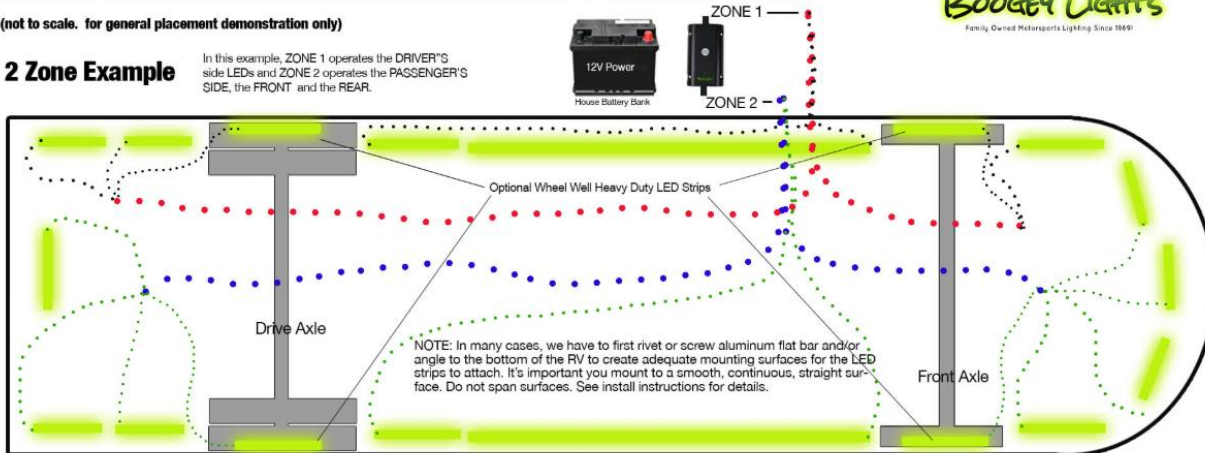 (not to scale. for general placement demonstration only)
BOOGEY LIGHTS
Family Owned Motorsports Lighting Since 1989!
2 Zone Example
In this example, ZONE 1 operates the DRIVER"S
side LEDs and ZONE 2 operates the PASSENGER'S
SIDE, the FRONT and the REAR.
12V Power
House Battery Bank
ZONE 1
ZONE 2
Optional Wheel Well Heavy Duty LED Strips
Drive Axle
NOTE: In many cases, we have to first rivet or screw aluminum flat bar and/or
angle to the bottom of the RV to create adequate mounting surfaces for the LED
strips to attach. It's important you mount to a smooth, continuous, straight sur-
face. Do not span surfaces. See install instructions for details.
Front Axle